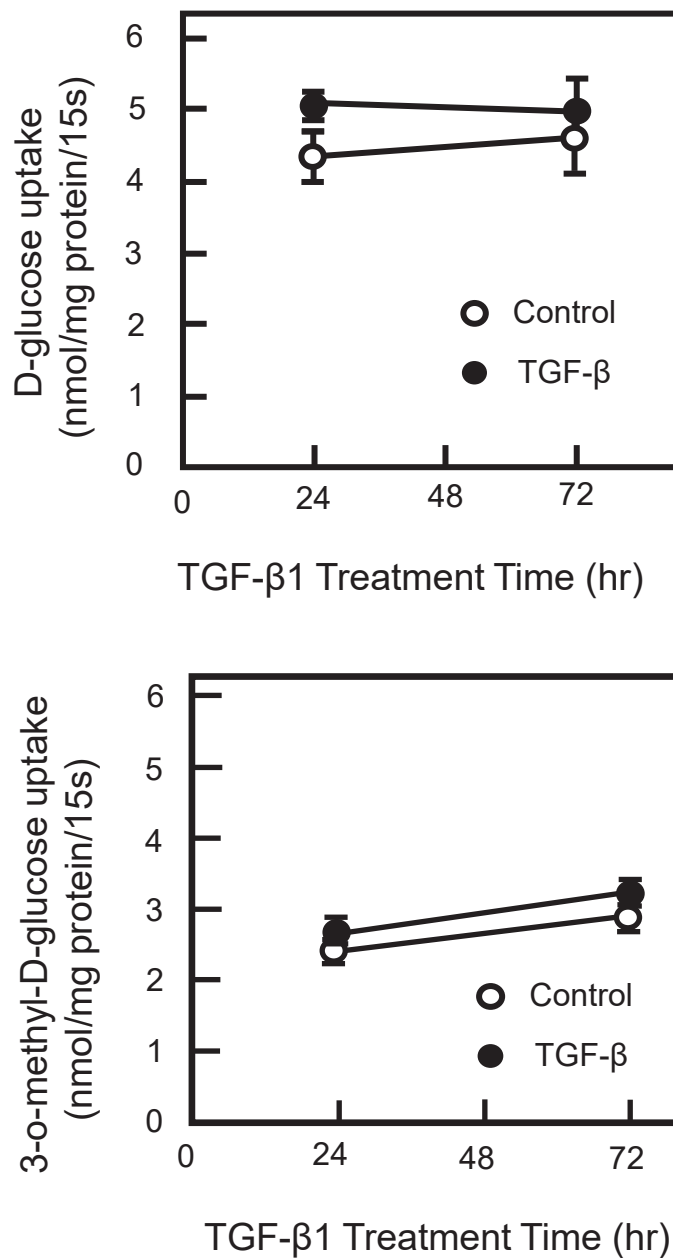 D-glucose uptake
(nmol/mg protein/15s)
6
5
4
3
2
1
0
Control
TGF-β
0 24 48 72
TGF-β1 Treatment Time (hr)
3-o-methyl-D-glucose uptake
(nmol/mg protein/15s)
6
5
4
3
2
1
0
Control
TGF-β
0 24 48 72
TGF-β1 Treatment Time (hr)